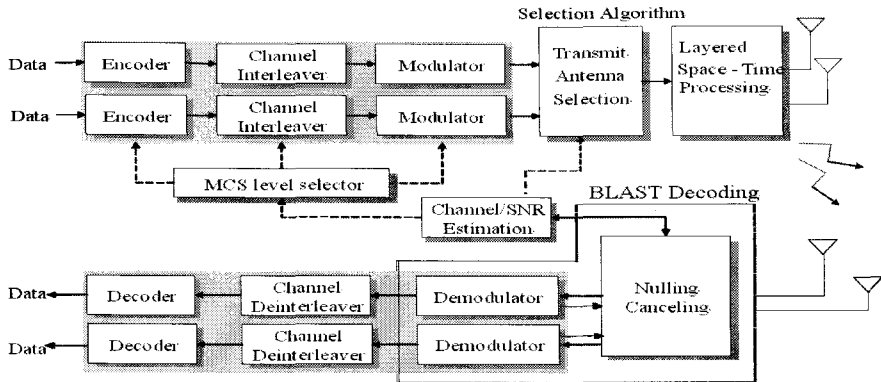 Selection Algorithm
Data
Encoder
Channel
Interleaver
Modulator
Transmit
Antenna
Selection
Layered
Space - Time
Processing
Data
Encoder
Channel
Interleaver
Modulator
MCS level selector
Channel/SNR
Estimation
BLAST Decoding
Nulling
Canceling
Data
Decoder
Channel
Deinterleaver
Demodulator
Data
Decoder
Channel
Deinterleaver
Demodulator